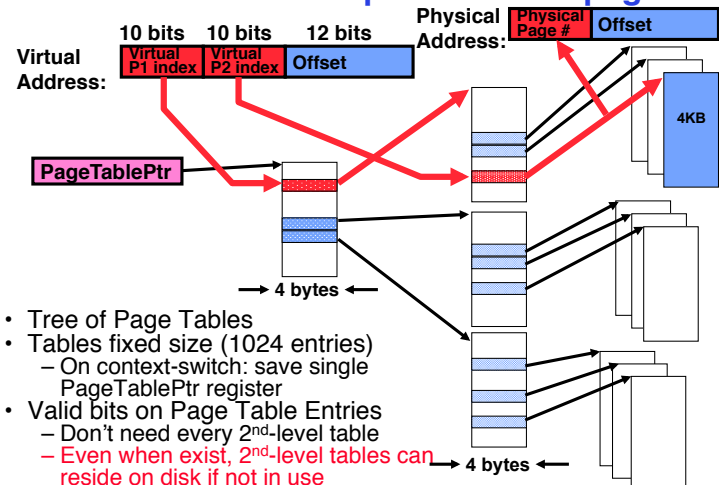 Physical
Address:
Physical
Page #
Offset
10 bits
10 bits
12 bits
Virtual
Address:
Virtual
P1 index
Virtual
P2 index
Offset
4KB
PageTablePtr
4 bytes
• Tree of Page Tables
• Tables fixed size (1024 entries)
– On context-switch: save single
PageTablePtr register
• Valid bits on Page Table Entries
– Don't need every 2nd-level table
– Even when exist, 2nd-level tables can
reside on disk if not in use
4 bytes